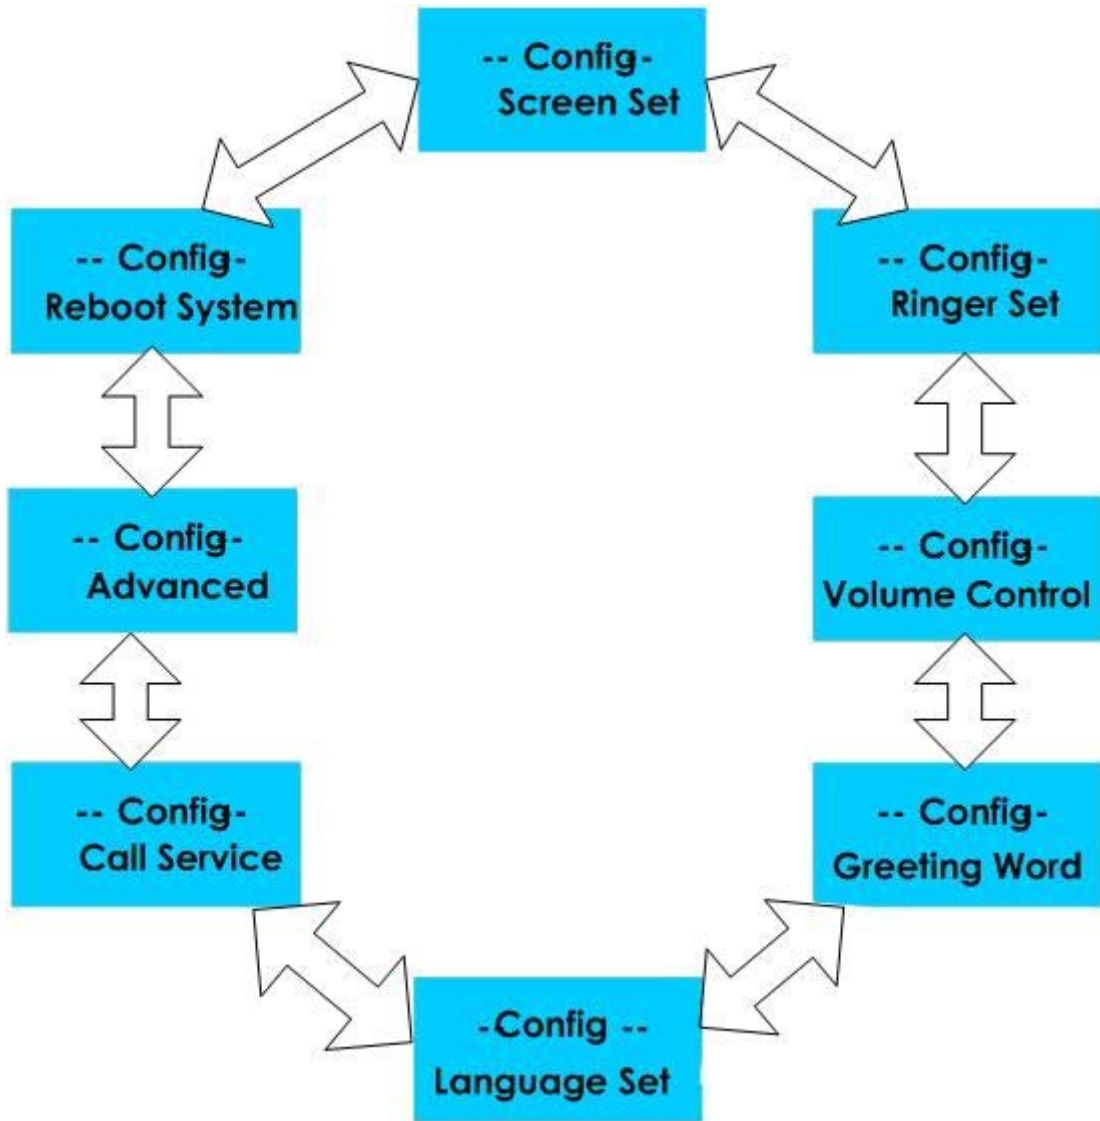 -- Config-
Screen Set
-- Config-
Reboot System
-- Config-
Ringer Set
-- Config-
Advanced
-- Config-
Volume Control
-- Config-
Call Service
-- Config-
Greeting Word
-Config --
Language Set